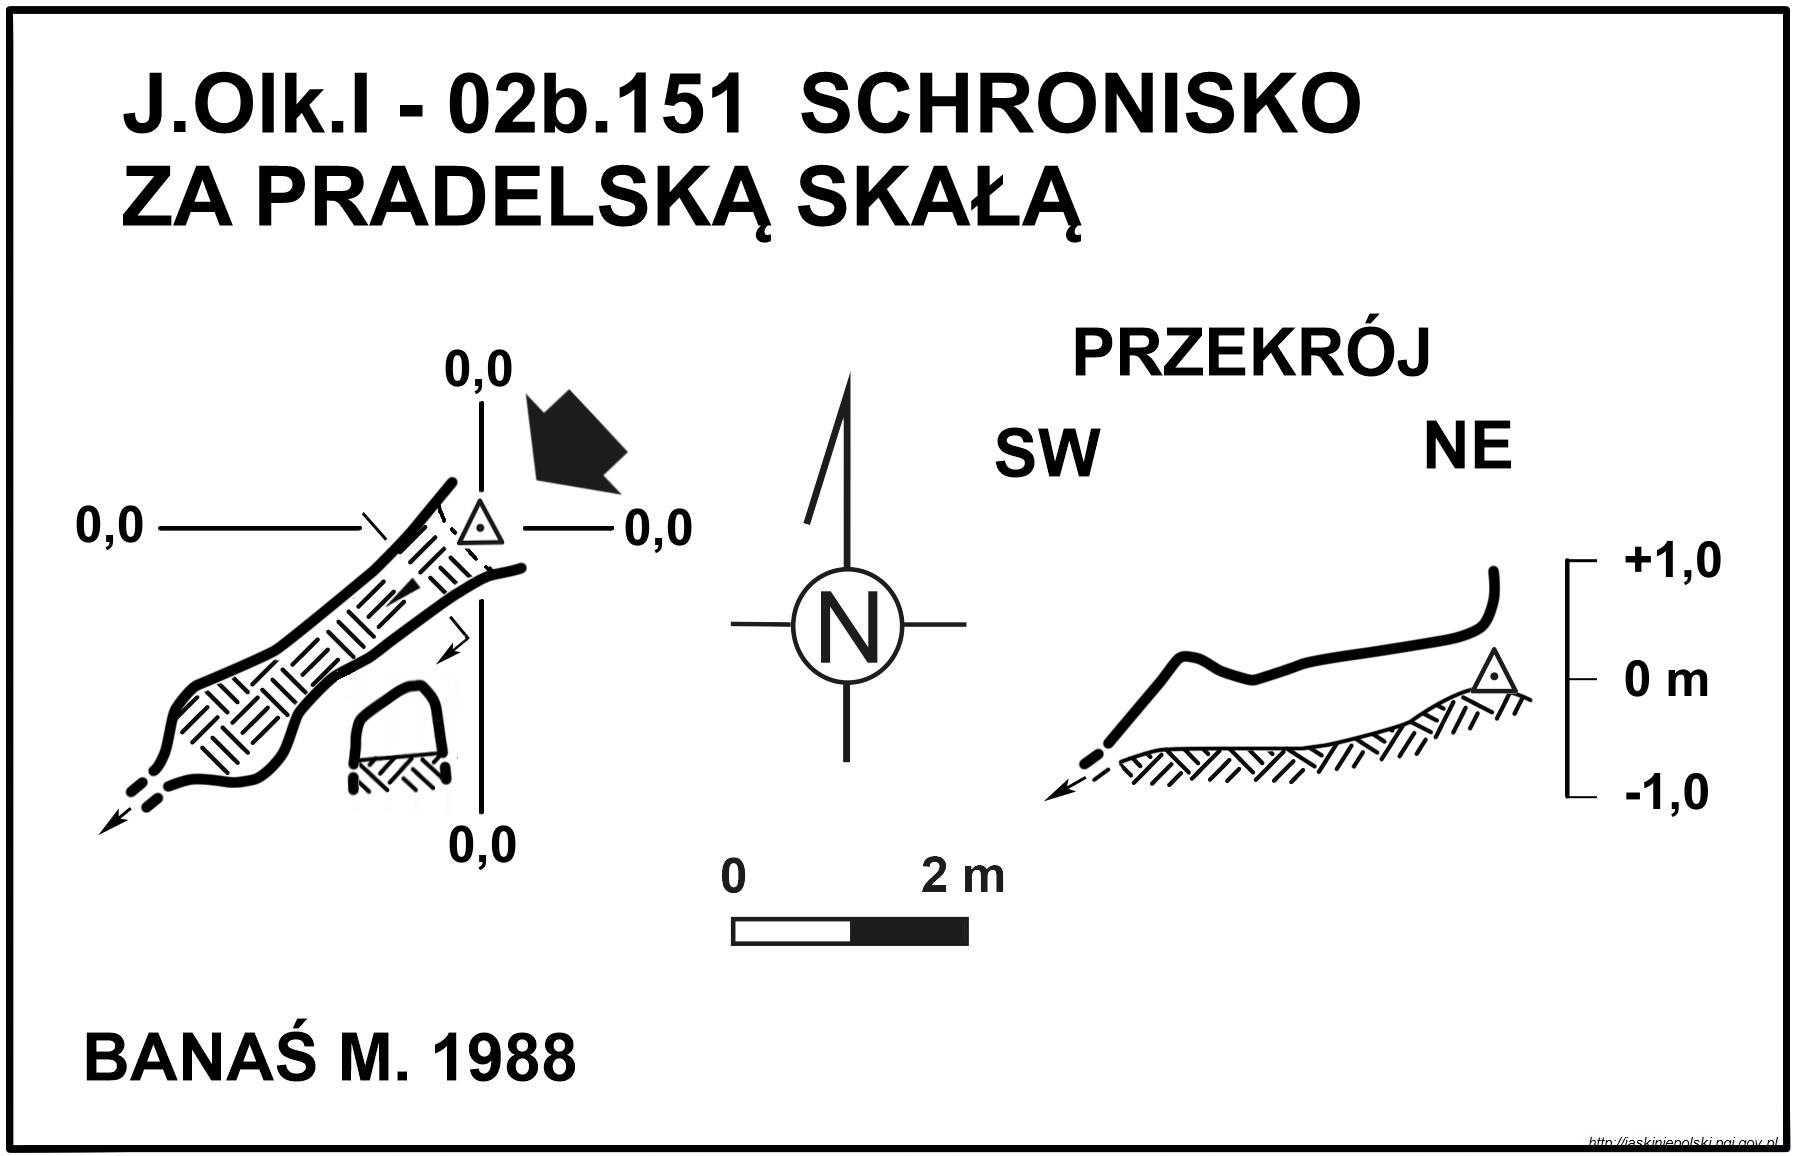 J.Olk.I - 02b.151 SCHRONISKO
ZA PRADELSKĄ SKAŁĄ
PRZEKRÓJ
SW NE
0,0
0,0 0,0
0,0
N
+1,0
0 m
-1,0
0 2 m
BANAŚ M. 1988
http://jaskiniepolski.pgi.gov.pl